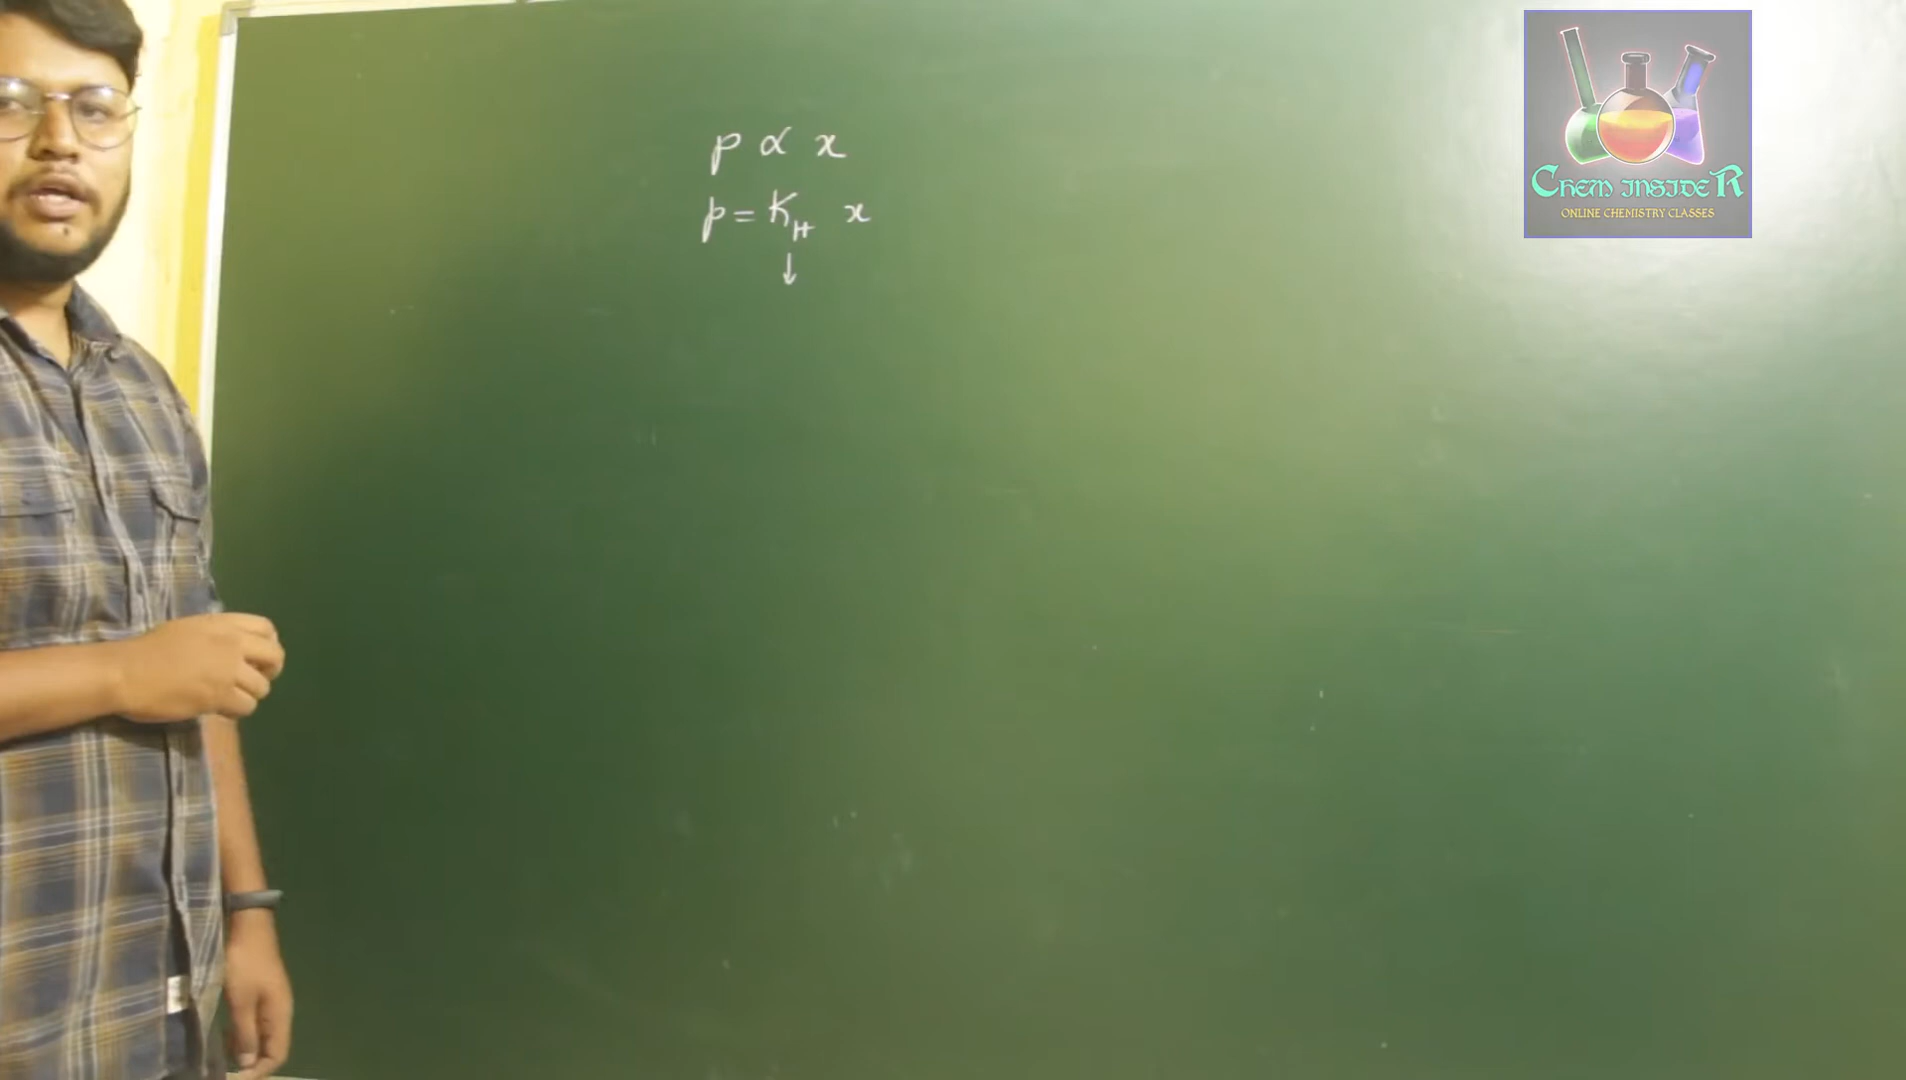 p ∝ x
p = K_H x
↓
CHEM INSIDER
ONLINE CHEMISTRY CLASSES